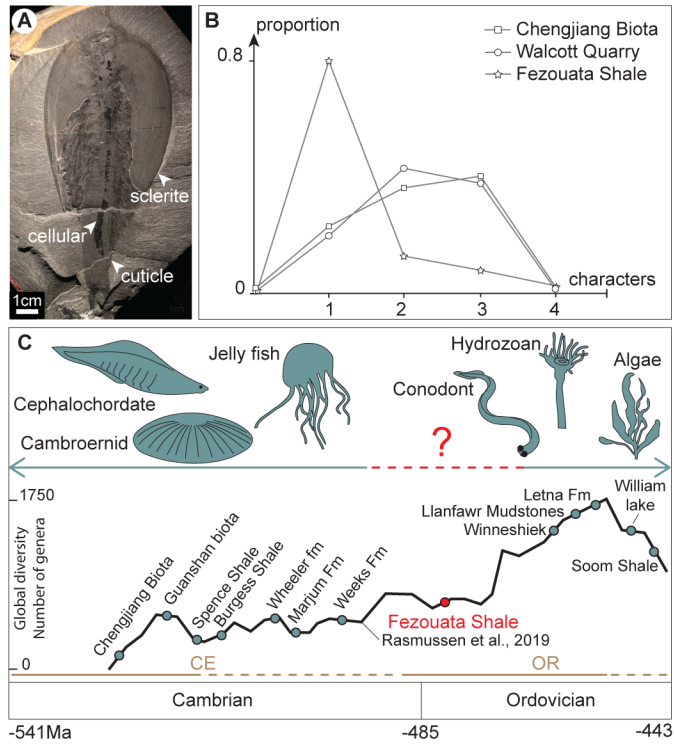 A
sclerite
cellular
cuticle
1cm
B
proportion
0.8
0
Chengjiang Biota
Walcott Quarry
Fezouata Shale
characters
1 2 3 4
C
Cephalochordate
Cambroernid
Jelly fish
Conodont
Hydrozoan
Algae
?
1750
Global diversity
Number of genera
0
Chengjiang Biota
Guanshan biota
Spence Shale
Burgess Shale
Wheeler fm
Marjum Fm
Weeks Fm
Rasmussen et al., 2019
Fezouata Shale
Winneshiek
Llanfawr Mudstones
Letna Fm
William
lake
Soom Shale
CE
OR
Cambrian
Ordovician
-541Ma
-485
-443